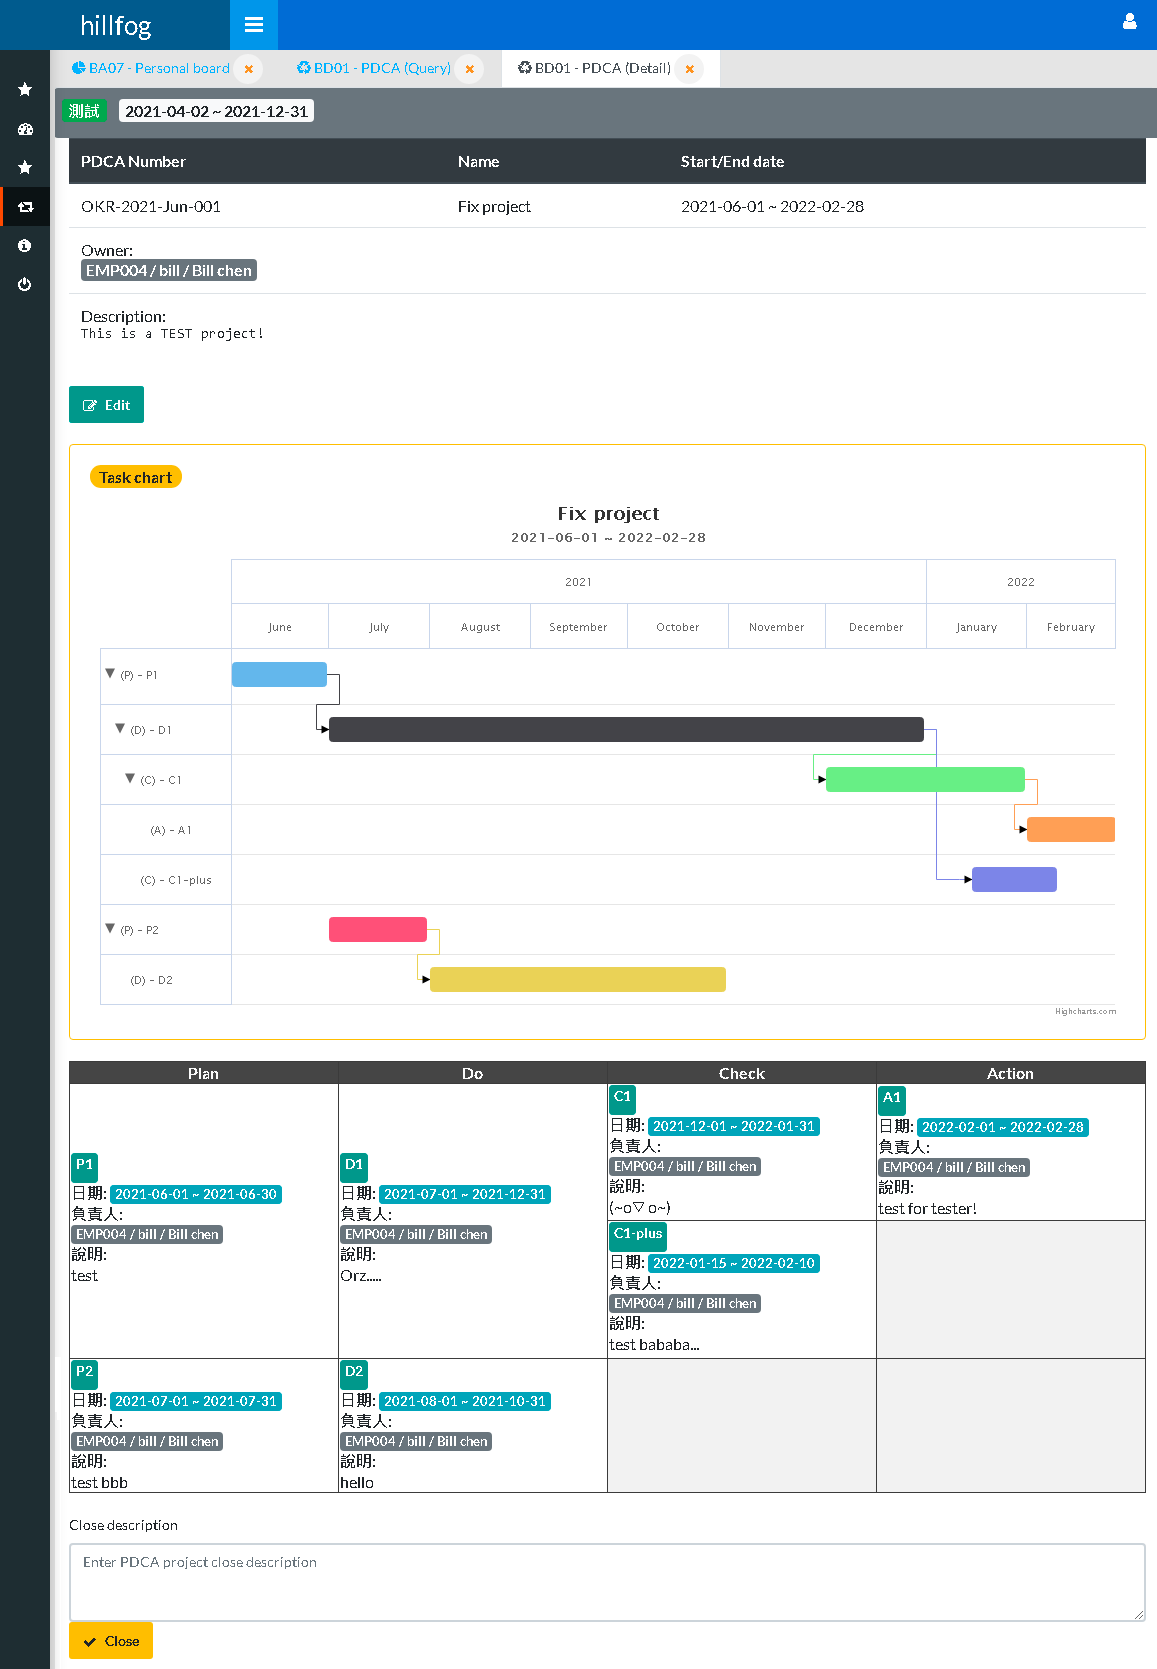 hillfog
BA07 - Personal board
BD01 - PDCA (Query)
BD01 - PDCA (Detail)
測試 2021-04-02 ~ 2021-12-31
PDCA Number Name Start/End date
OKR-2021-Jun-001 Fix project 2021-06-01 ~ 2022-02-28
Owner:
EMP004 / bill / Bill chen
Description:
This is a TEST project!
Edit
Task chart
Fix project
2021-06-01 ~ 2022-02-28
2021 2022
June July August September October November December January February
(P) - P1
(D) - D1
(C) - C1
(A) - A1
(C) - C1-plus
(P) - P2
(D) - D2
Highcharts.com
Plan Do Check Action
P1
日期: 2021-06-01 ~ 2021-06-30
負責人:
EMP004 / bill / Bill chen
說明:
test
D1
日期: 2021-07-01 ~ 2021-12-31
負責人:
EMP004 / bill / Bill chen
說明:
Orz.....
C1
日期: 2021-12-01 ~ 2022-01-31
負責人:
EMP004 / bill / Bill chen
說明:
(~o▽ o~)
A1
日期: 2022-02-01 ~ 2022-02-28
負責人:
EMP004 / bill / Bill chen
說明:
test for tester!
C1-plus
日期: 2022-01-15 ~ 2022-02-10
負責人:
EMP004 / bill / Bill chen
說明:
test bababa...
P2
日期: 2021-07-01 ~ 2021-07-31
負責人:
EMP004 / bill / Bill chen
說明:
test bbb
D2
日期: 2021-08-01 ~ 2021-10-31
負責人:
EMP004 / bill / Bill chen
說明:
hello
Close description
Enter PDCA project close description
Close